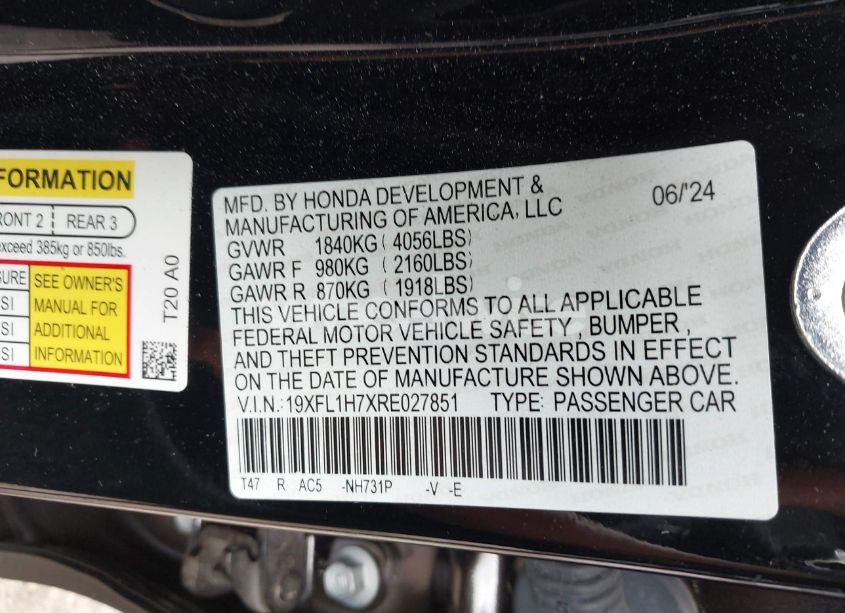 FORMATION
RONT 2 REAR 3
exceed 385kg or 850lbs.
SURE SEE OWNER'S
SI MANUAL FOR
SI ADDITIONAL
SI INFORMATION
T20 A0
MFD. BY HONDA DEVELOPMENT & 06/'24
MANUFACTURING OF AMERICA, LLC
GVWR 1840KG ( 4056LBS)
GAWR F 980KG ( 2160LBS)
GAWR R 870KG ( 1918LBS)
THIS VEHICLE CONFORMS TO ALL APPLICABLE
FEDERAL MOTOR VEHICLE SAFETY , BUMPER ,
AND THEFT PREVENTION STANDARDS IN EFFECT
ON THE DATE OF MANUFACTURE SHOWN ABOVE.
V.I.N.:19XFL1H7XRE027851 TYPE: PASSENGER CAR
T47 R AC5 -NH731P -V -E